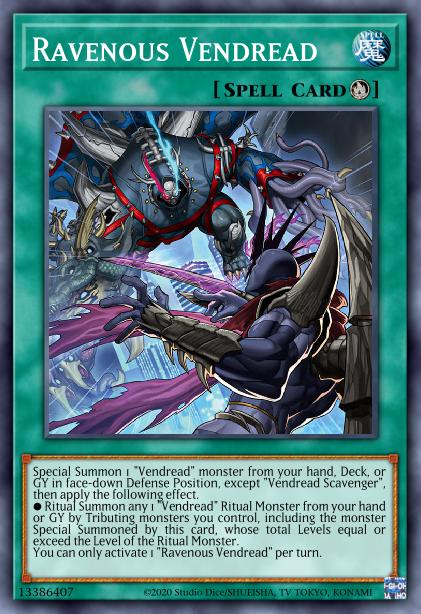 RAVENOUS VENDREAD
SPELL
魔
[SPELL CARD]
Special Summon 1 "Vendread" monster from your hand, Deck, or
GY in face-down Defense Position, except "Vendread Scavenger",
then apply the following effect.
● Ritual Summon any 1 "Vendread" Ritual Monster from your hand
or GY by Tributing monsters you control, including the monster
Special Summoned by this card, whose total Levels equal or
exceed the Level of the Ritual Monster.
You can only activate 1 "Ravenous Vendread" per turn.
13386407 ©2020 Studio Dice/SHUEISHA, TV TOKYO, KONAMI